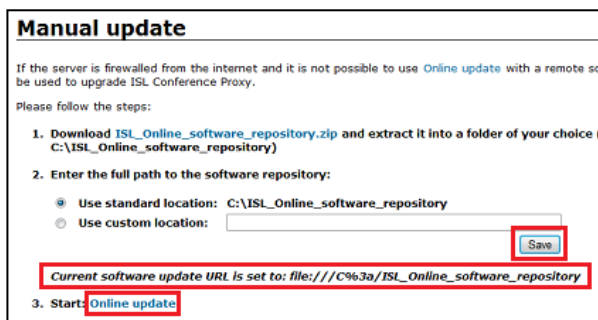 Manual update
If the server is firewalled from the internet and it is not possible to use Online update with a remote
be used to upgrade ISL Conference Proxy.
Please follow the steps:
1. Download ISL_Online_software_repository.zip and extract it into a folder of your choice (
C:\ISL_Online_software_repository)
2. Enter the full path to the software repository:
Use standard location: C:\ISL_Online_software_repository
Use custom location:
Save
Current software update URL is set to: file:///C%3a/ISL_Online_software_repository
3. Start: Online update